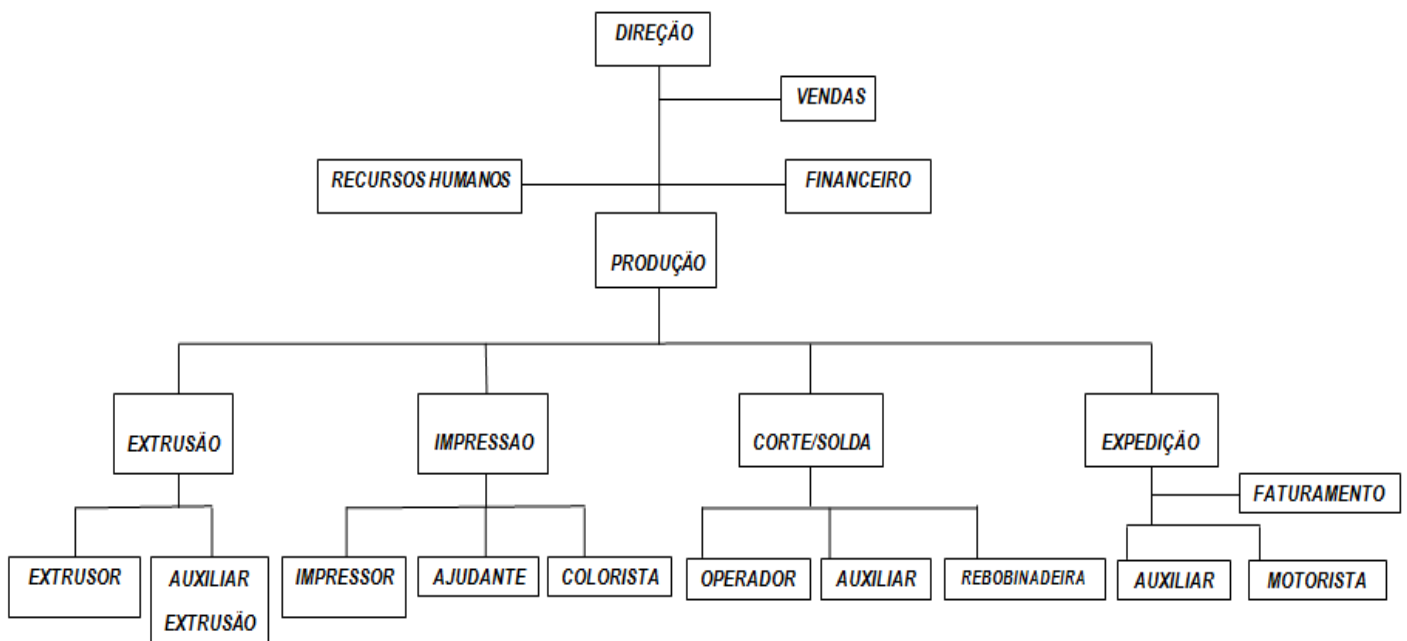 DIREÇÃO
VENDAS
RECURSOS HUMANOS
FINANCEIRO
PRODUÇÃO
EXTRUSÃO
IMPRESSAO
CORTE/SOLDA
EXPEDIÇÃO
FATURAMENTO
EXTRUSOR
AUXILIAR
EXTRUSÃO
IMPRESSOR
AJUDANTE
COLORISTA
OPERADOR
AUXILIAR
REBOBINADEIRA
AUXILIAR
MOTORISTA